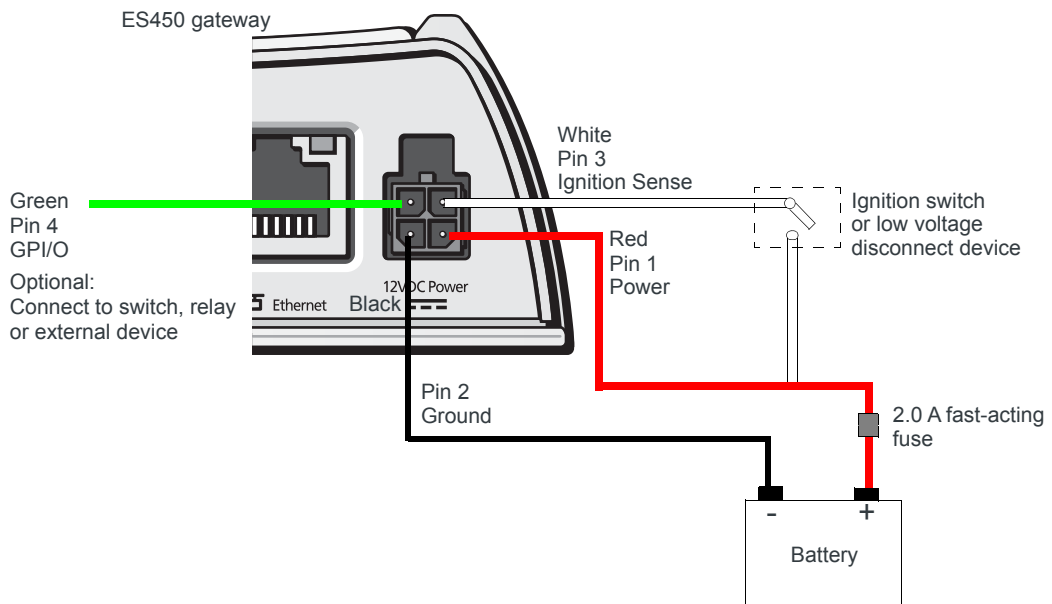 ES450 gateway
White
Pin 3
Ignition Sense
Green
Pin 4
GPI/O
Optional:
Connect to switch, relay
or external device
Ignition switch
or low voltage
disconnect device
Red
Pin 1
Power
12VDC Power
Ethernet
Black
Pin 2
Ground
2.0 A fast-acting
fuse
-
+
Battery